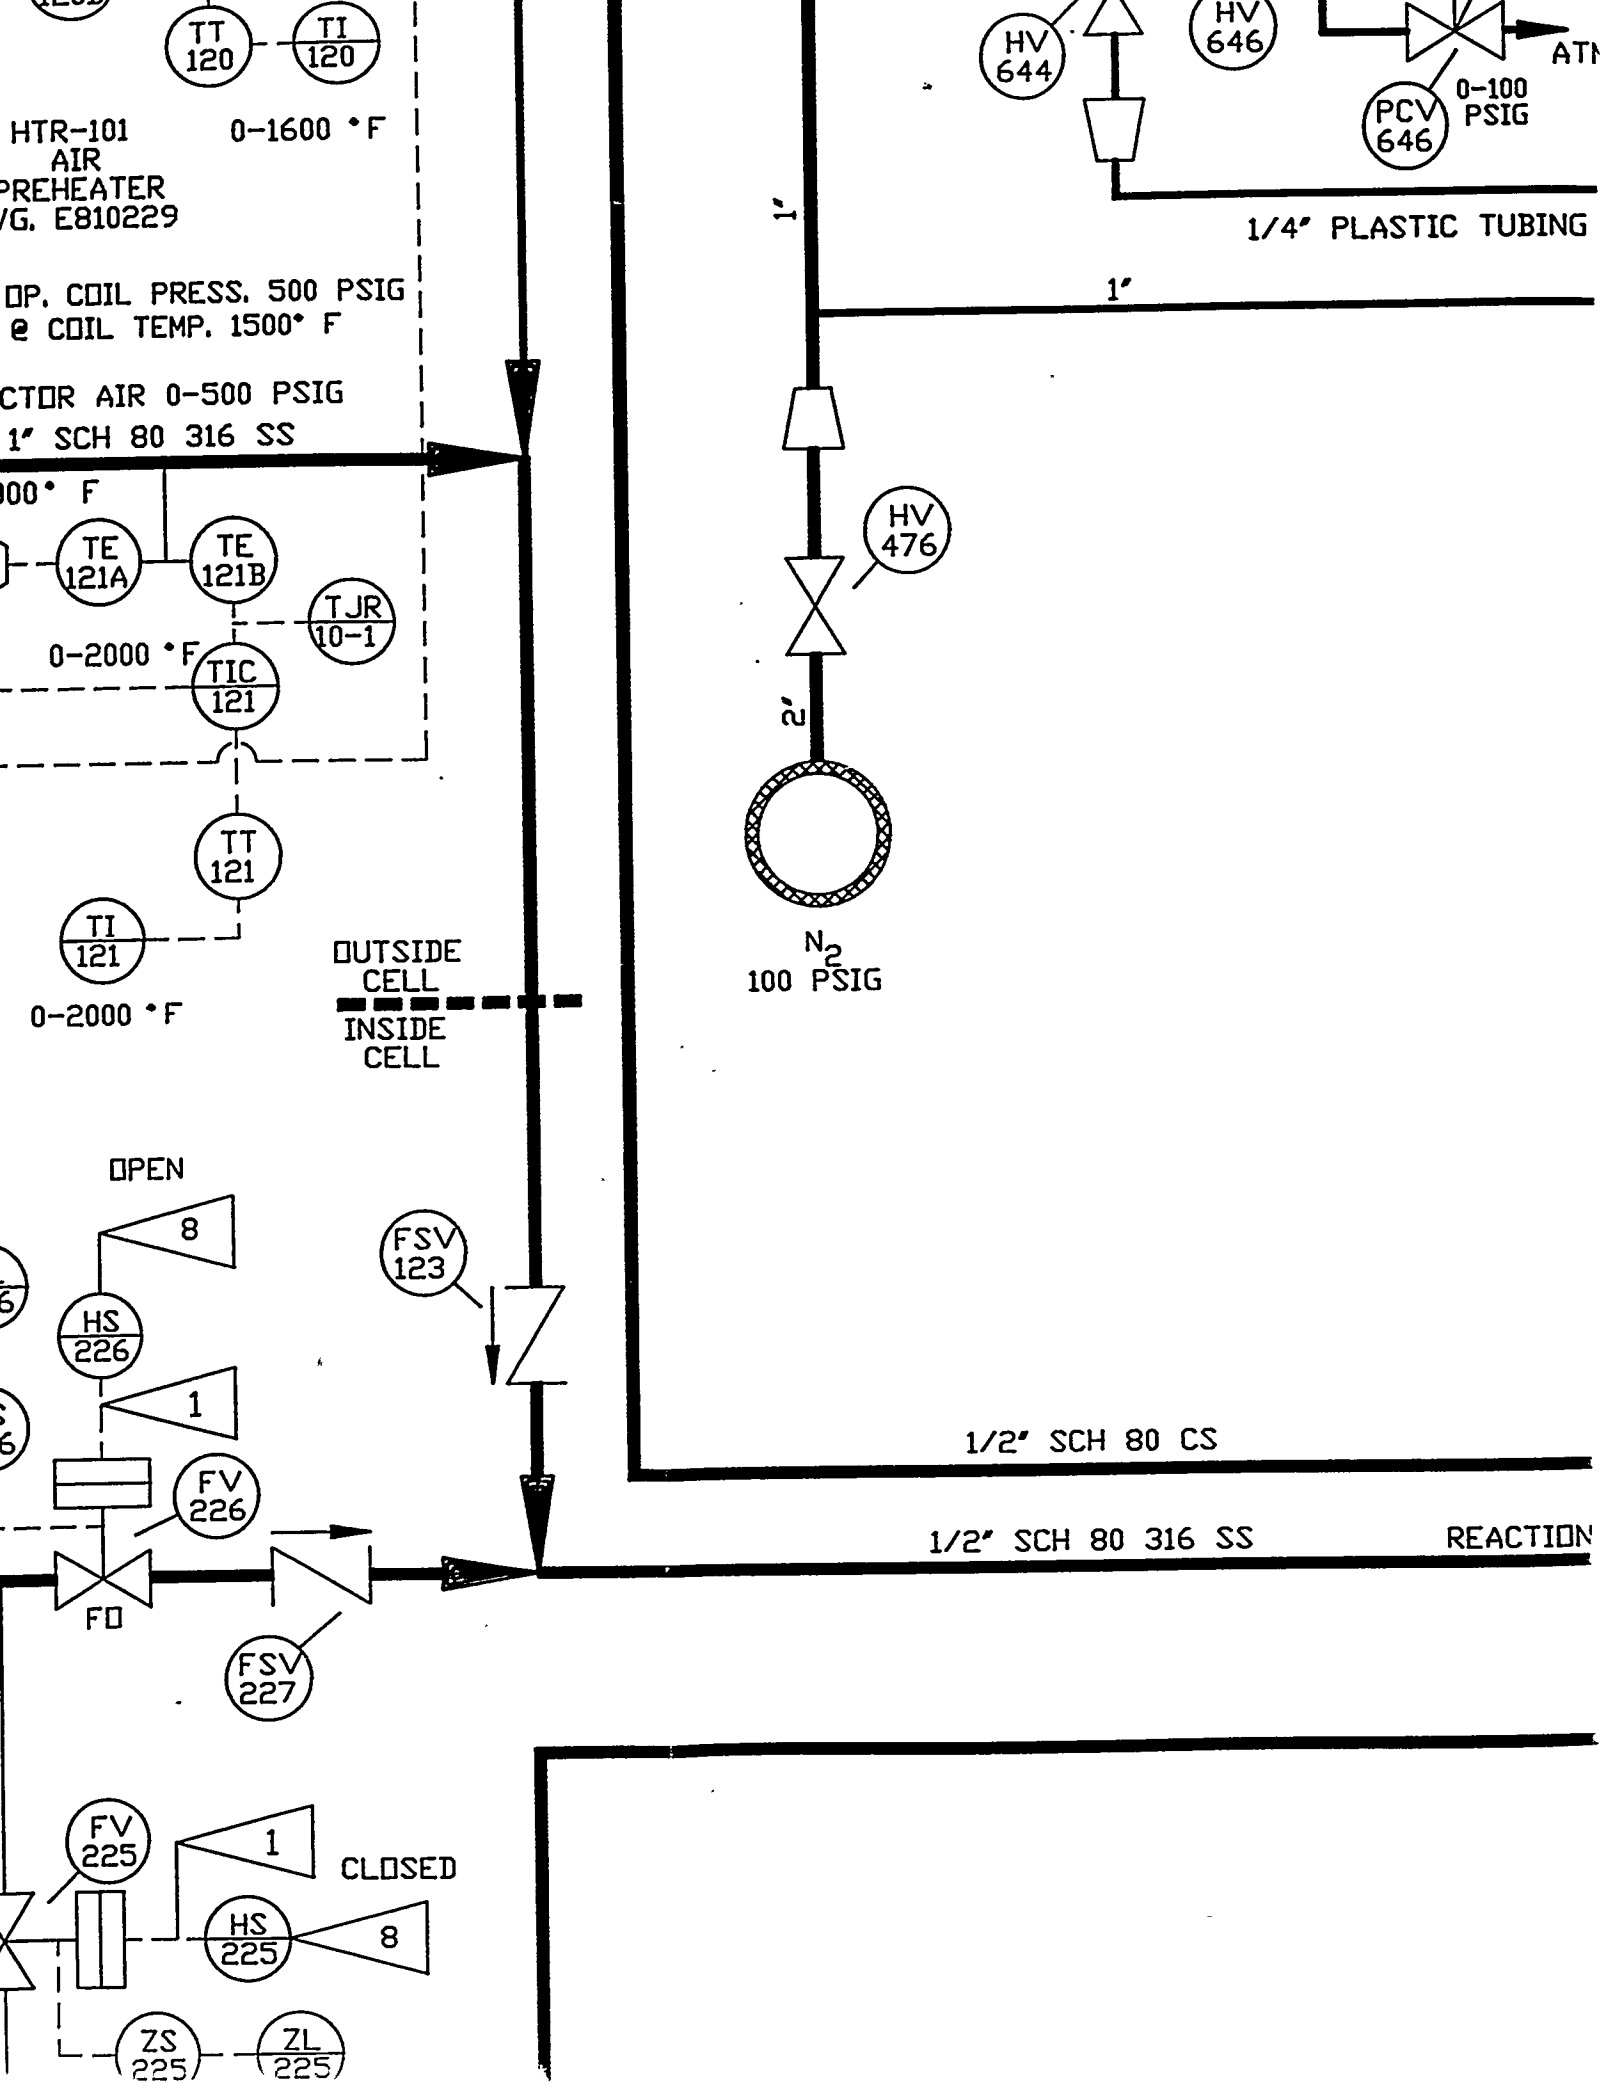 TT
120
TI
120
HV
644
HV
646
PCV
646
0-100
PSIG
HTR-101
AIR
PREHEATER
E810229
0-1600 °F
1"
1/4" PLASTIC TUBING
1"
OP. COIL PRESS. 500 PSIG
@ COIL TEMP. 1500° F
AIR 0-500 PSIG
1" SCH 80 316 SS
° F
TE
121A
TE
121B
TJR
10-1
0-2000 °F
TIC
121
HV
476
2"
TT
121
TI
121
0-2000 °F
N2
100 PSIG
OUTSIDE
CELL
INSIDE
CELL
OPEN
8
HS
226
1
FSV
123
FV
226
FO
FSV
227
1/2" SCH 80 CS
1/2" SCH 80 316 SS
REACTION
FV
225
1
CLOSED
HS
225
8
ZS
225
ZL
225